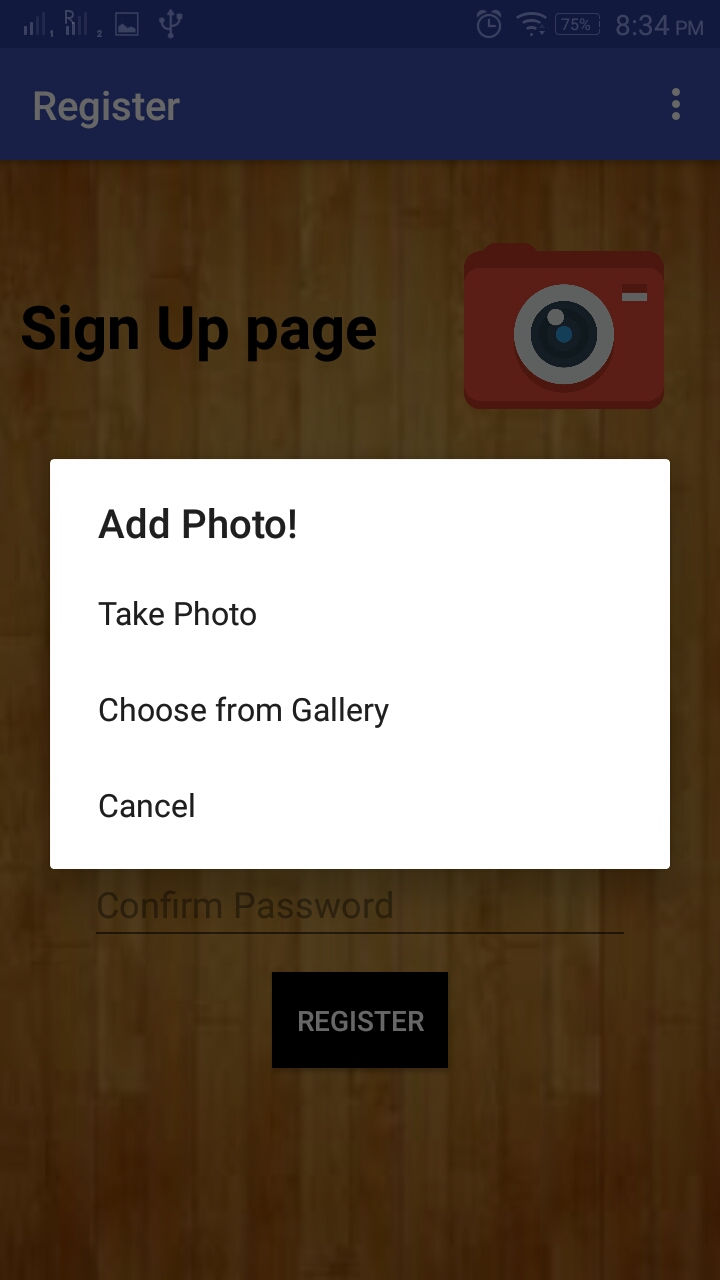 R 1 2 75% 8:34 PM
Register
Sign Up page
Add Photo!
Take Photo
Choose from Gallery
Cancel
Confirm Password
REGISTER